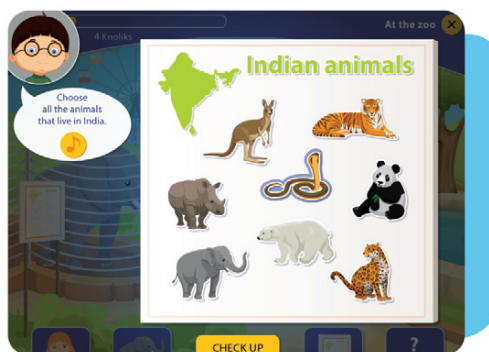 4 Knoliks
At the zoo
Indian animals
Choose
all the animals
that live in India.
CHECK UP
?